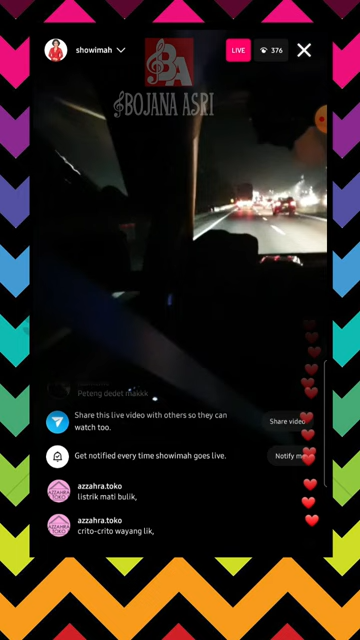 showimah
LIVE
376
BA
BOJANA ASRI
Peteng dedet makkk
Share this live video with others so they can
watch too.
Share video
Get notified every time showimah goes live.
Notify me
azzahra.toko
listrik mati bulik,
azzahra.toko
crito-crito wayang lik,